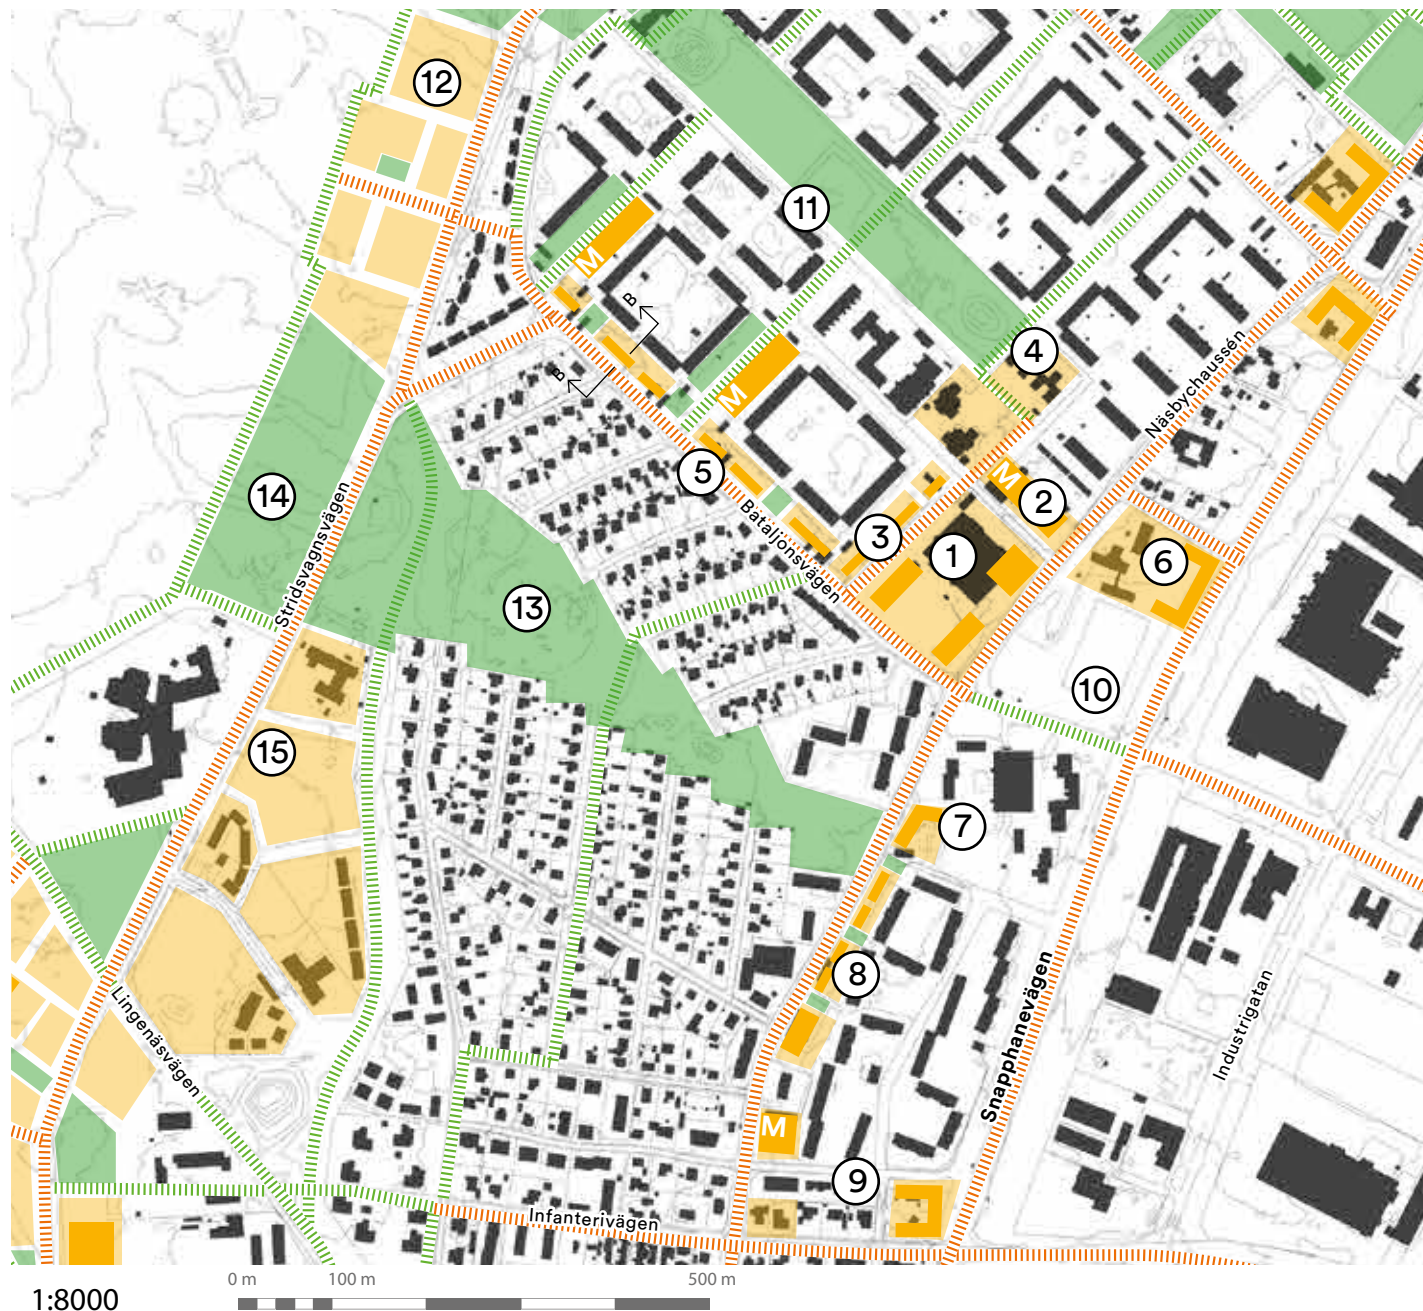 12
11
M
B
4
Näsbychaussén
B
M
5
M
2
14
Stridsvagnsvägen
Bataljonsvägen
3
1
6
13
10
15
7
8
Snapphanevägen
Industrigatan
Lingenäsvägen
M
9
Infanterivägen
0 m
100 m
500 m
1:8000